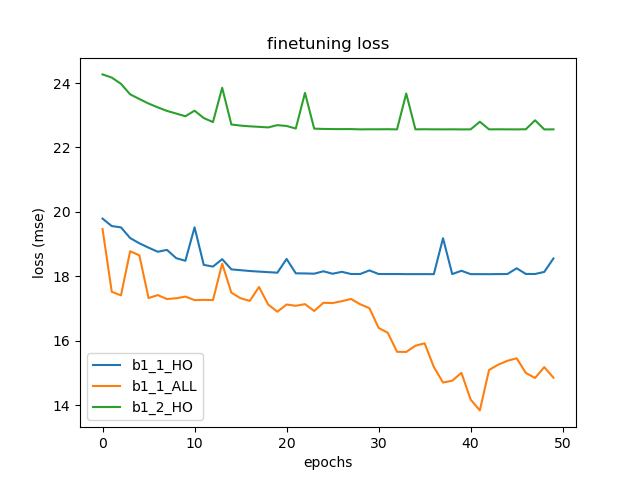 finetuning loss
loss (mse)
24
22
20
18
16
14
b1_1_HO
b1_1_ALL
b1_2_HO
0 10 20 30 40 50
epochs